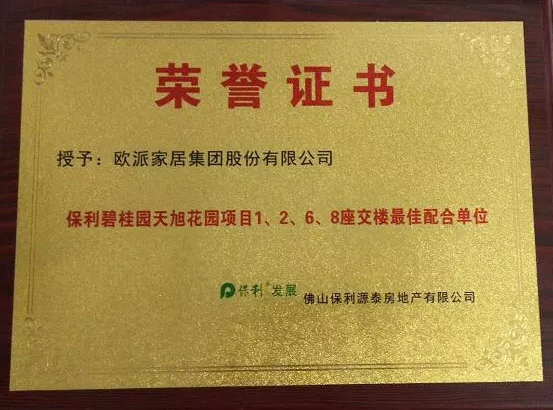 荣誉证书
授予：欧派家居集团股份有限公司
保利碧桂园天旭花园项目1、2、6、8座交楼最佳配合单位
保利发展 佛山保利源泰房地产有限公司